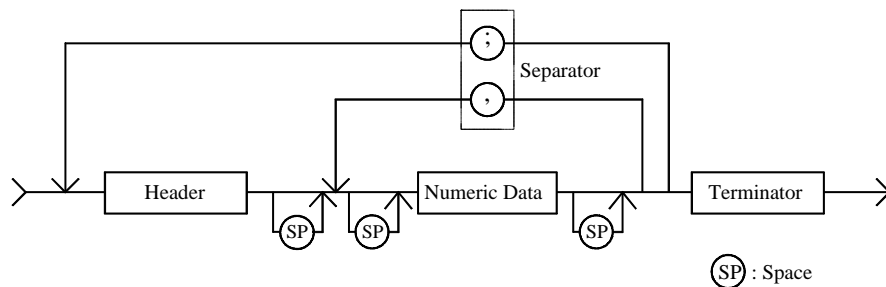 ;
Separator
,
Header
Numeric Data
Terminator
SP
SP
SP
SP : Space